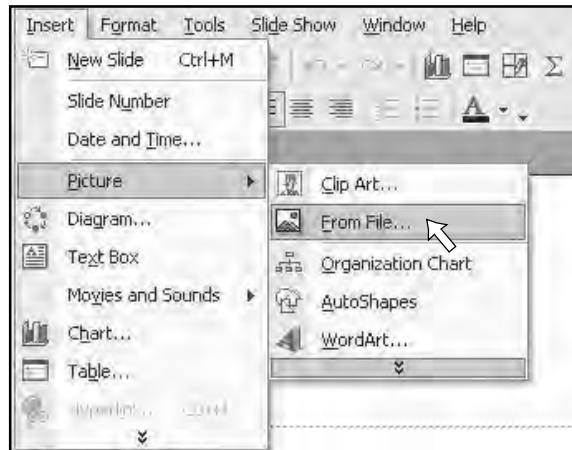 Insert Format Tools Slide Show Window Help
New Slide Ctrl+M
Slide Number
Date and Time...
Picture
Diagram...
Text Box
Movies and Sounds
Chart...
Table...
Clip Art...
From File...
Organization Chart
AutoShapes
WordArt...